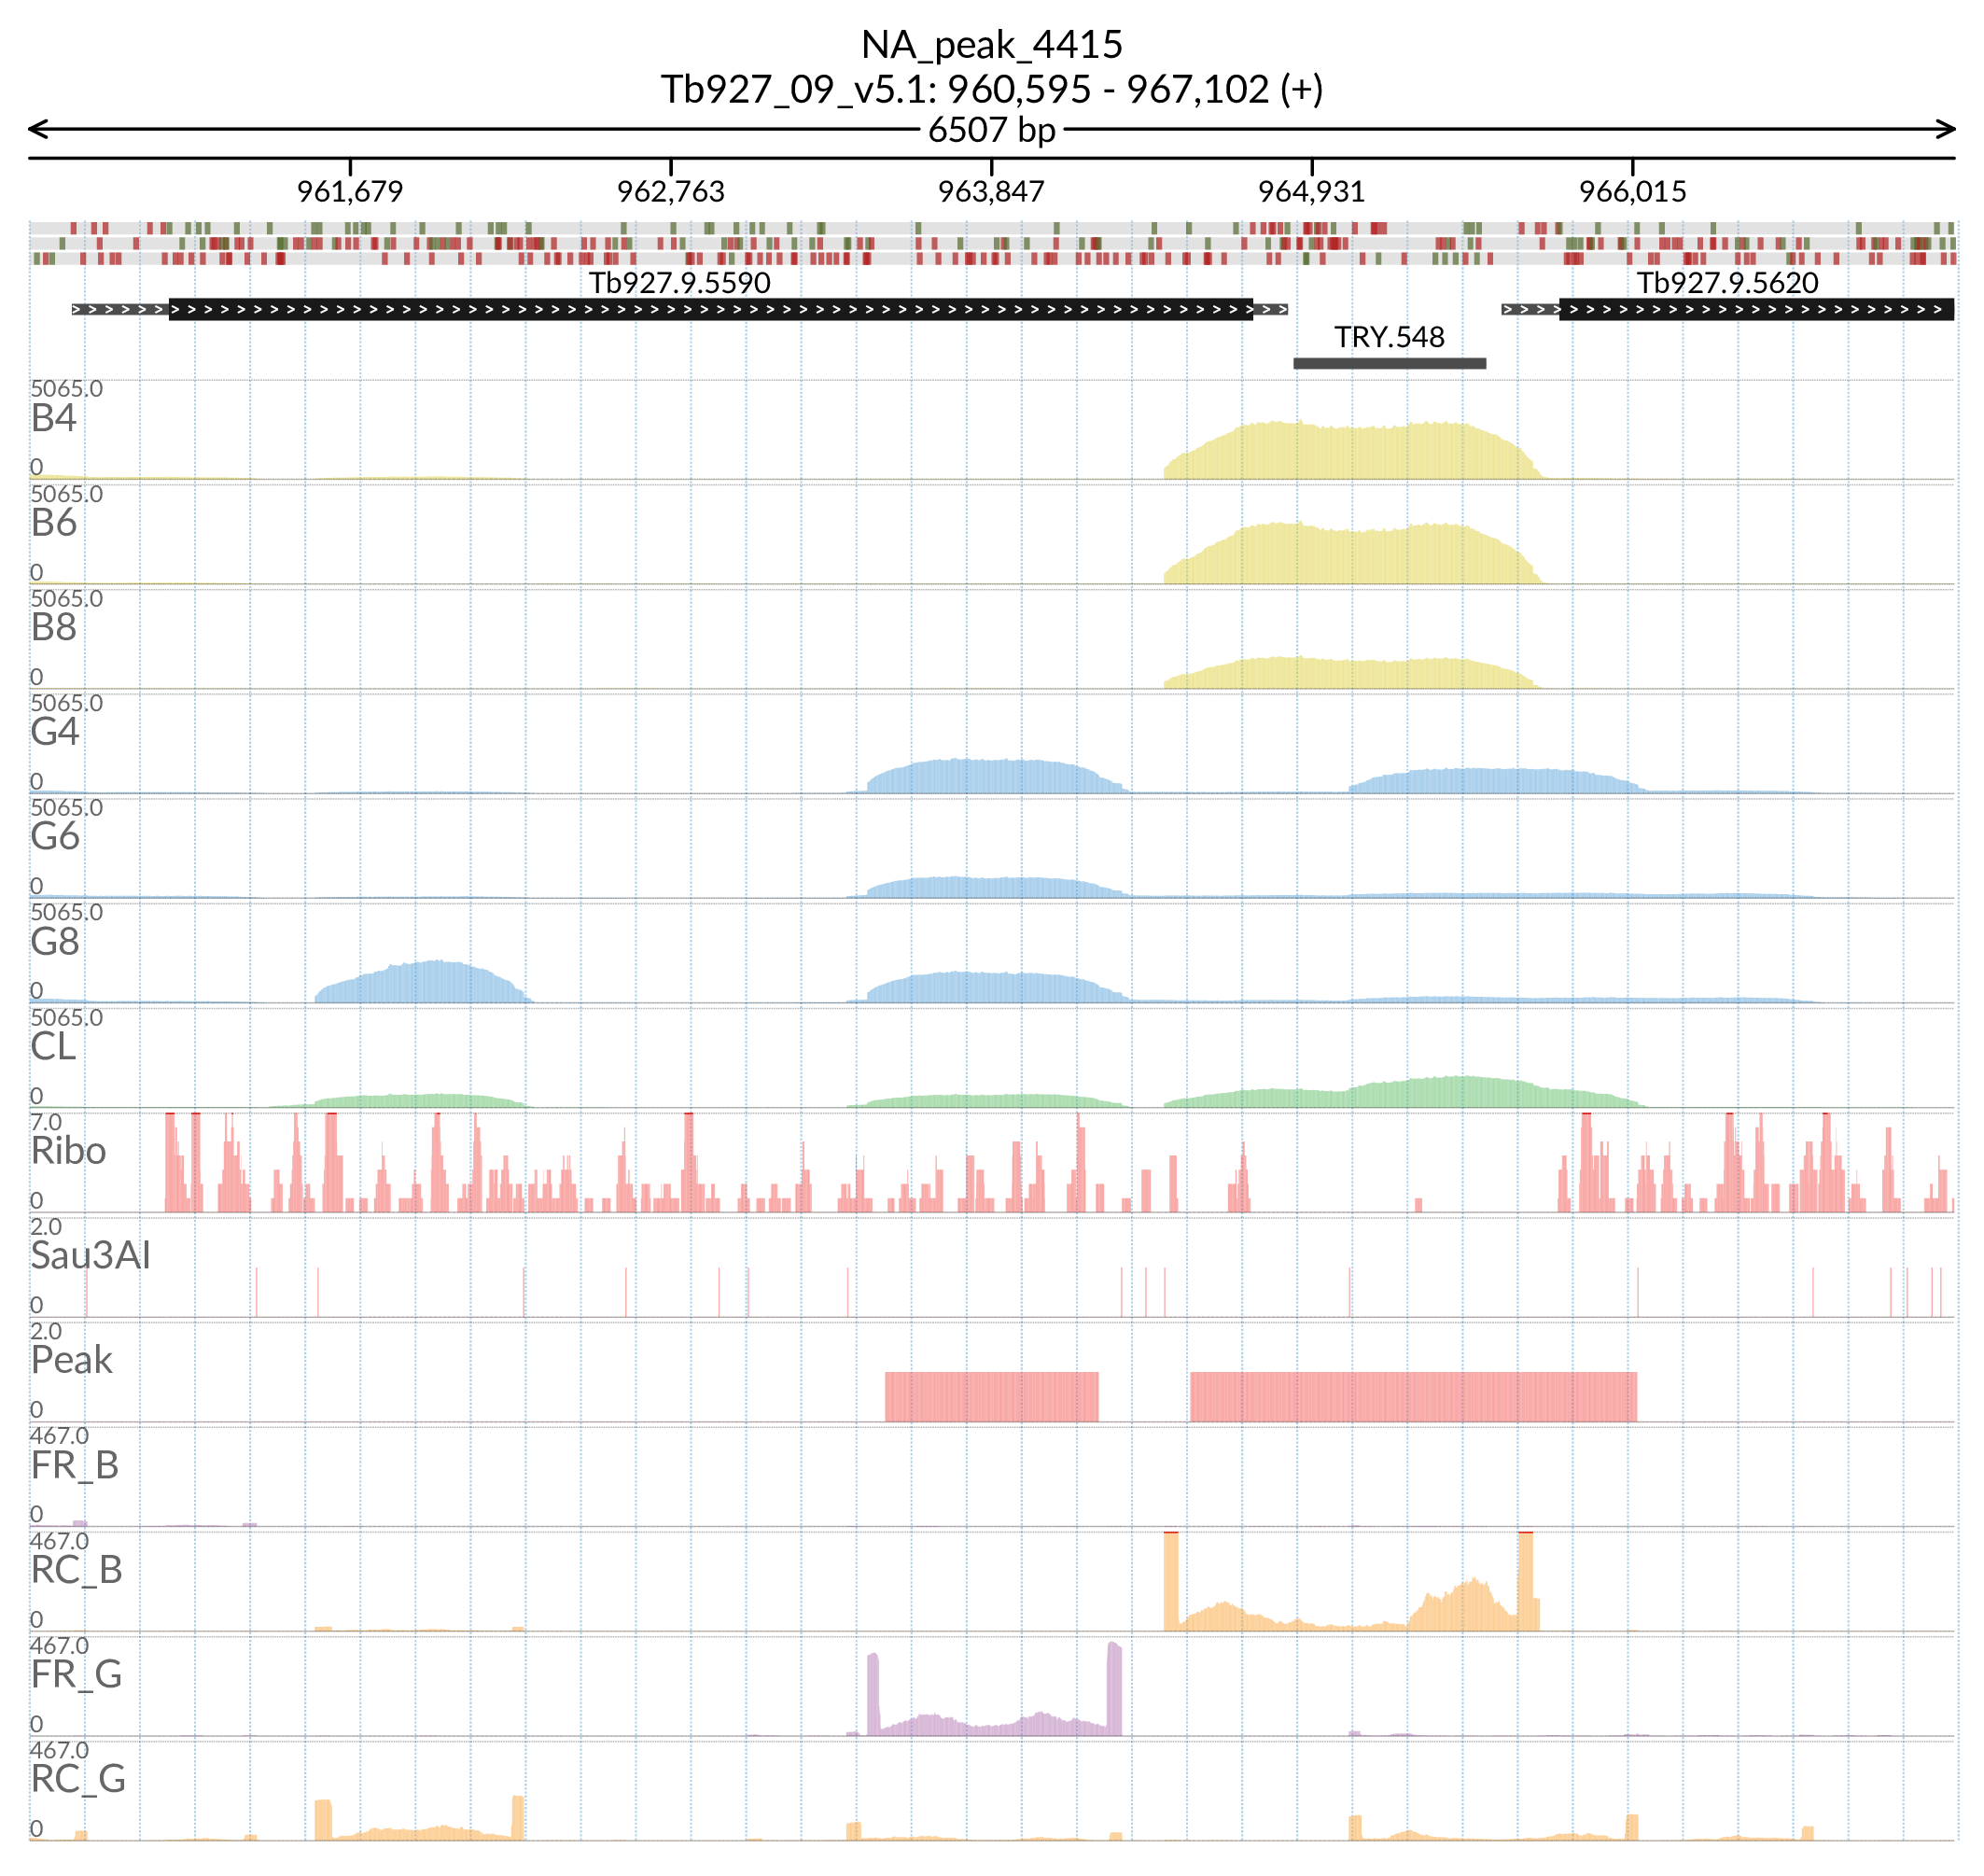 NA_peak_4415
Tb927_09_v5.1: 960,595 - 967,102 (+)
6507 bp
961,679 962,763 963,847 964,931 966,015
Tb927.9.5590 Tb927.9.5620
TRY.548
5065.0
B4
0
5065.0
B6
0
5065.0
B8
0
5065.0
G4
0
5065.0
G6
0
5065.0
G8
0
5065.0
CL
0
7.0
Ribo
0
2.0
Sau3AI
0
2.0
Peak
0
467.0
FR_B
0
467.0
RC_B
0
467.0
FR_G
0
467.0
RC_G
0